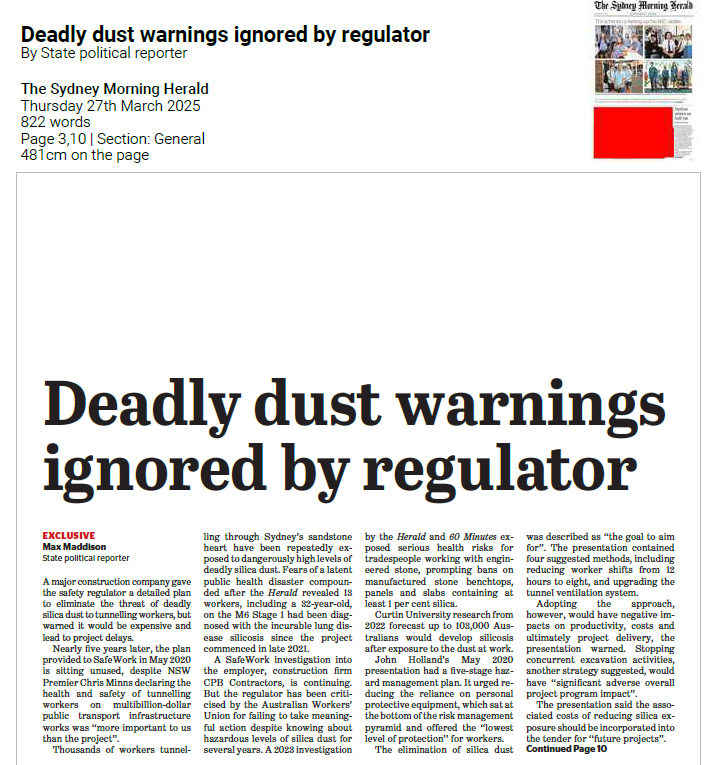 Deadly dust warnings ignored by regulator
By State political reporter
The Sydney Morning Herald
Thursday 27th March 2025
822 words
Page 3,10 | Section: General
481cm on the page
The Sydney Morning Herald
Deadly dust warnings
ignored by regulator
EXCLUSIVE
Max Maddison
State political reporter
A major construction company gave
the safety regulator a detailed plan
to eliminate the threat of deadly
silica dust to tunnelling workers, but
warned it would be expensive and
lead to project delays.
Nearly five years later, the plan
provided to SafeWork in May 2020
is sitting unused, despite NSW
Premier Chris Minns declaring the
health and safety of tunnelling
workers on multibillion-dollar
public transport infrastructure
works was “more important to us
than the project”.
Thousands of workers tunnel-
ling through Sydney’s sandstone
heart have been repeatedly ex-
posed to dangerously high levels of
deadly silica dust. Fears of a latent
public health disaster compoun-
ded after the Herald revealed 13
workers, including a 32-year-old,
on the M6 Stage 1 had been diag-
nosed with the incurable lung dis-
ease silicosis since the project
commenced in late 2021.
A SafeWork investigation into
the employer, construction firm
CPB Contractors, is continuing.
But the regulator has been criti-
cised by the Australian Workers’
Union for failing to take meaning-
ful action despite knowing about
hazardous levels of silica dust for
several years. A 2023 investigation
by the Herald and 60 Minutes ex-
posed serious health risks for
tradespeople working with engin-
eered stone, prompting bans on
manufactured stone benchtops,
panels and slabs containing at
least 1 per cent silica.
Curtin University research from
2022 forecast up to 103,000 Aus-
tralians would develop silicosis
after exposure to the dust at work.
John Holland’s May 2020
presentation had a five-stage haz-
ard management plan. It urged re-
ducing the reliance on personal
protective equipment, which sat at
the bottom of the risk management
pyramid and offered the “lowest
level of protection” for workers.
The elimination of silica dust
was described as “the goal to aim
for”. The presentation contained
four suggested methods, including
reducing worker shifts from 12
hours to eight, and upgrading the
tunnel ventilation system.
Adopting the approach,
however, would have negative im-
pacts on productivity, costs and
ultimately project delivery, the
presentation warned. Stopping
concurrent excavation activities,
another strategy suggested, would
have “significant adverse overall
project program impact”.
The presentation said the asso-
ciated costs of reducing silica ex-
posure should be incorporated into
the tender for “future projects”.
Continued Page 10